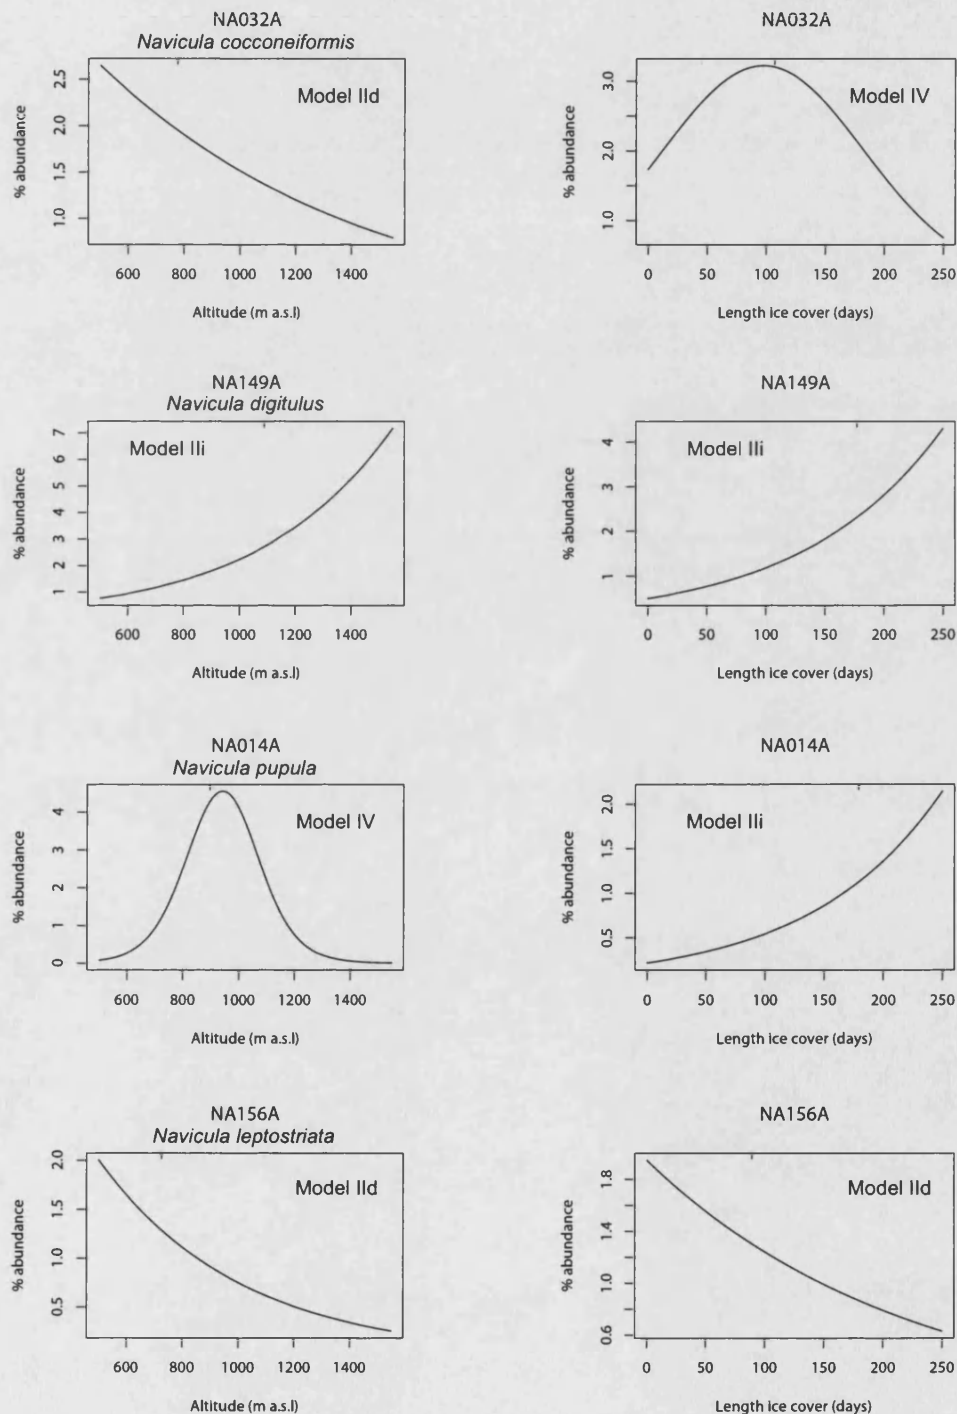 NA032A
Navicula cocconeiformis
Model IId
% abundance
2.5
2.0
1.5
1.0
600 800 1000 1200 1400
Altitude (m a.s.l)
NA032A
Model IV
% abundance
3.0
2.0
1.0
0 50 100 150 200 250
Length ice cover (days)
NA149A
Navicula digitulus
Model IIi
% abundance
7
6
5
4
3
2
1
600 800 1000 1200 1400
Altitude (m a.s.l)
NA149A
Model IIi
% abundance
4
3
2
1
0 50 100 150 200 250
Length ice cover (days)
NA014A
Navicula pupula
Model IV
% abundance
4
3
2
1
0
600 800 1000 1200 1400
Altitude (m a.s.l)
NA014A
Model IIi
% abundance
2.0
1.5
1.0
0.5
0 50 100 150 200 250
Length ice cover (days)
NA156A
Navicula leptostriata
Model IId
% abundance
2.0
1.5
1.0
0.5
600 800 1000 1200 1400
Altitude (m a.s.l)
NA156A
Model IId
% abundance
1.8
1.4
1.0
0.6
0 50 100 150 200 250
Length ice cover (days)